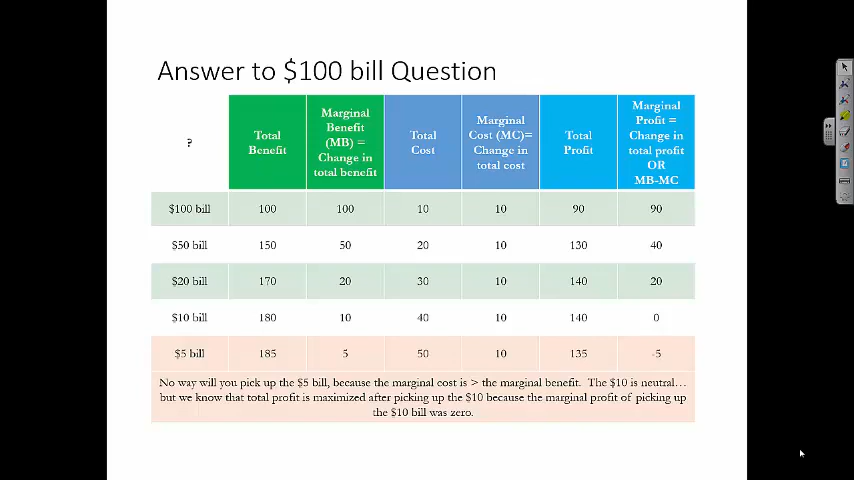 Answer to $100 bill Question
?
Total
Benefit
Marginal
Benefit
(MB) =
Change in
total benefit
Total
Cost
Marginal
Cost (MC)=
Change in
total cost
Total
Profit
Marginal
Profit =
Change in
total profit
OR
MB-MC
$100 bill 100 100 10 10 90 90
$50 bill 150 50 20 10 130 40
$20 bill 170 20 30 10 140 20
$10 bill 180 10 40 10 140 0
$5 bill 185 5 50 10 135 -5
No way will you pick up the $5 bill, because the marginal cost is > the marginal benefit. The $10 is neutral…
but we know that total profit is maximized after picking up the $10 because the marginal profit of picking up
the $10 bill was zero.